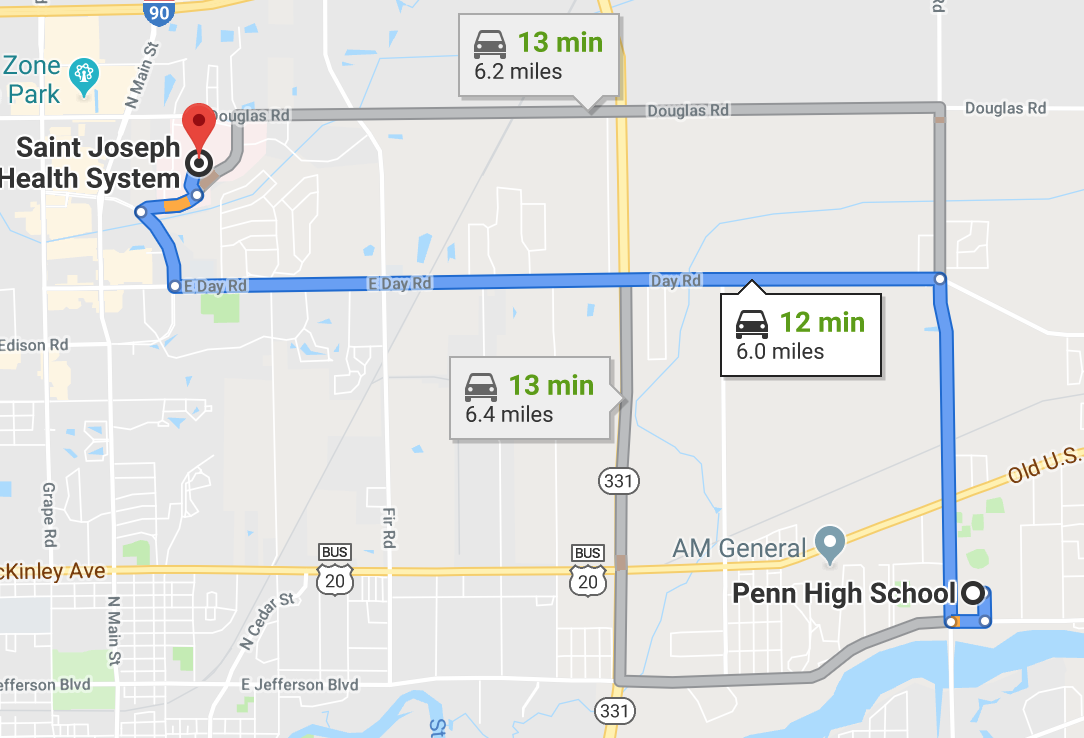 90
Rd
13 min
6.2 miles
Zone
Park
N Main St
Douglas Rd
Douglas Rd
Douglas Rd
Saint Joseph
Health System
E Day Rd
E Day Rd
Day Rd
12 min
6.0 miles
Edison Rd
13 min
6.4 miles
331
Old U.S.
Grape Rd
Fir Rd
AM General
BUS
20
BUS
20
cKinley Ave
Penn High School
N Main St
N Cedar St
efferson Blvd
E Jefferson Blvd
331
St